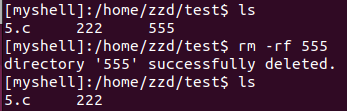 [myshell]:/home/zzd/test$ ls
5.c 222 555
[myshell]:/home/zzd/test$ rm -rf 555
directory '555' successfully deleted.
[myshell]:/home/zzd/test$ ls
5.c 222